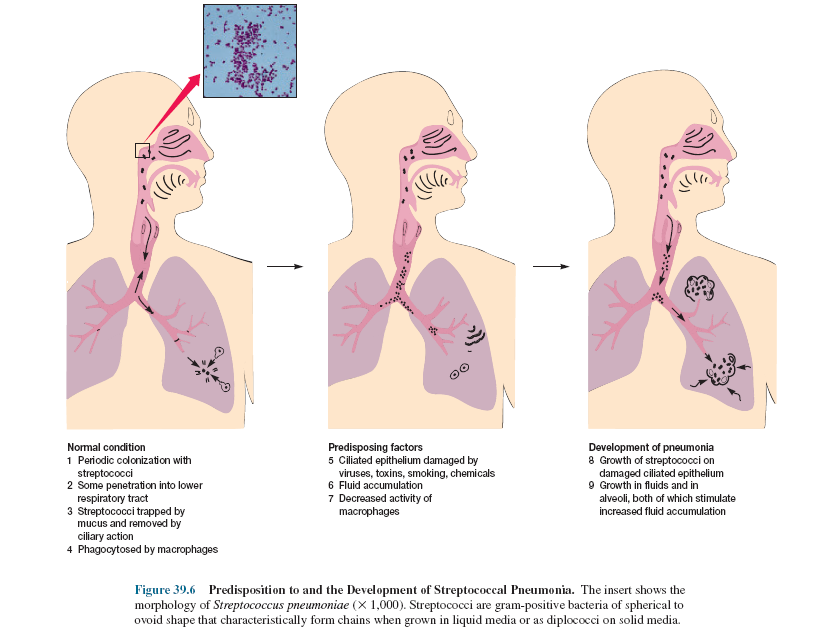 Normal condition
1 Periodic colonization with
streptococci
2 Some penetration into lower
respiratory tract
3 Streptococci trapped by
mucus and removed by
ciliary action
4 Phagocytosed by macrophages
Predisposing factors
5 Ciliated epithelium damaged by
viruses, toxins, smoking, chemicals
6 Fluid accumulation
7 Decreased activity of
macrophages
Development of pneumonia
8 Growth of streptococci on
damaged ciliated epithelium
9 Growth in fluids and in
alveoli, both of which stimulate
increased fluid accumulation
Figure 39.6 Predisposition to and the Development of Streptococcal Pneumonia. The insert shows the
morphology of Streptococcus pneumoniae (× 1,000). Streptococci are gram-positive bacteria of spherical to
ovoid shape that characteristically form chains when grown in liquid media or as diplococci on solid media.